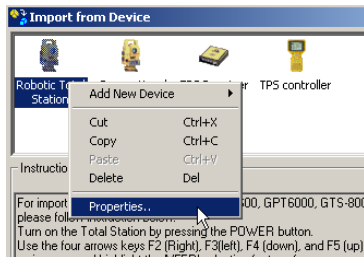 Import from Device
Robotic Total
Station
TPS controller
Add New Device
Cut Ctrl+X
Copy Ctrl+C
Paste Ctrl+V
Delete Del
Properties..
Instructio
For import 500, GPT6000, GTS-800
please follow instruction below:
Turn on the Total Station by pressing the POWER button.
Use the four arrows keys F2 (Right), F3(left), F4 (down), and F5 (up)